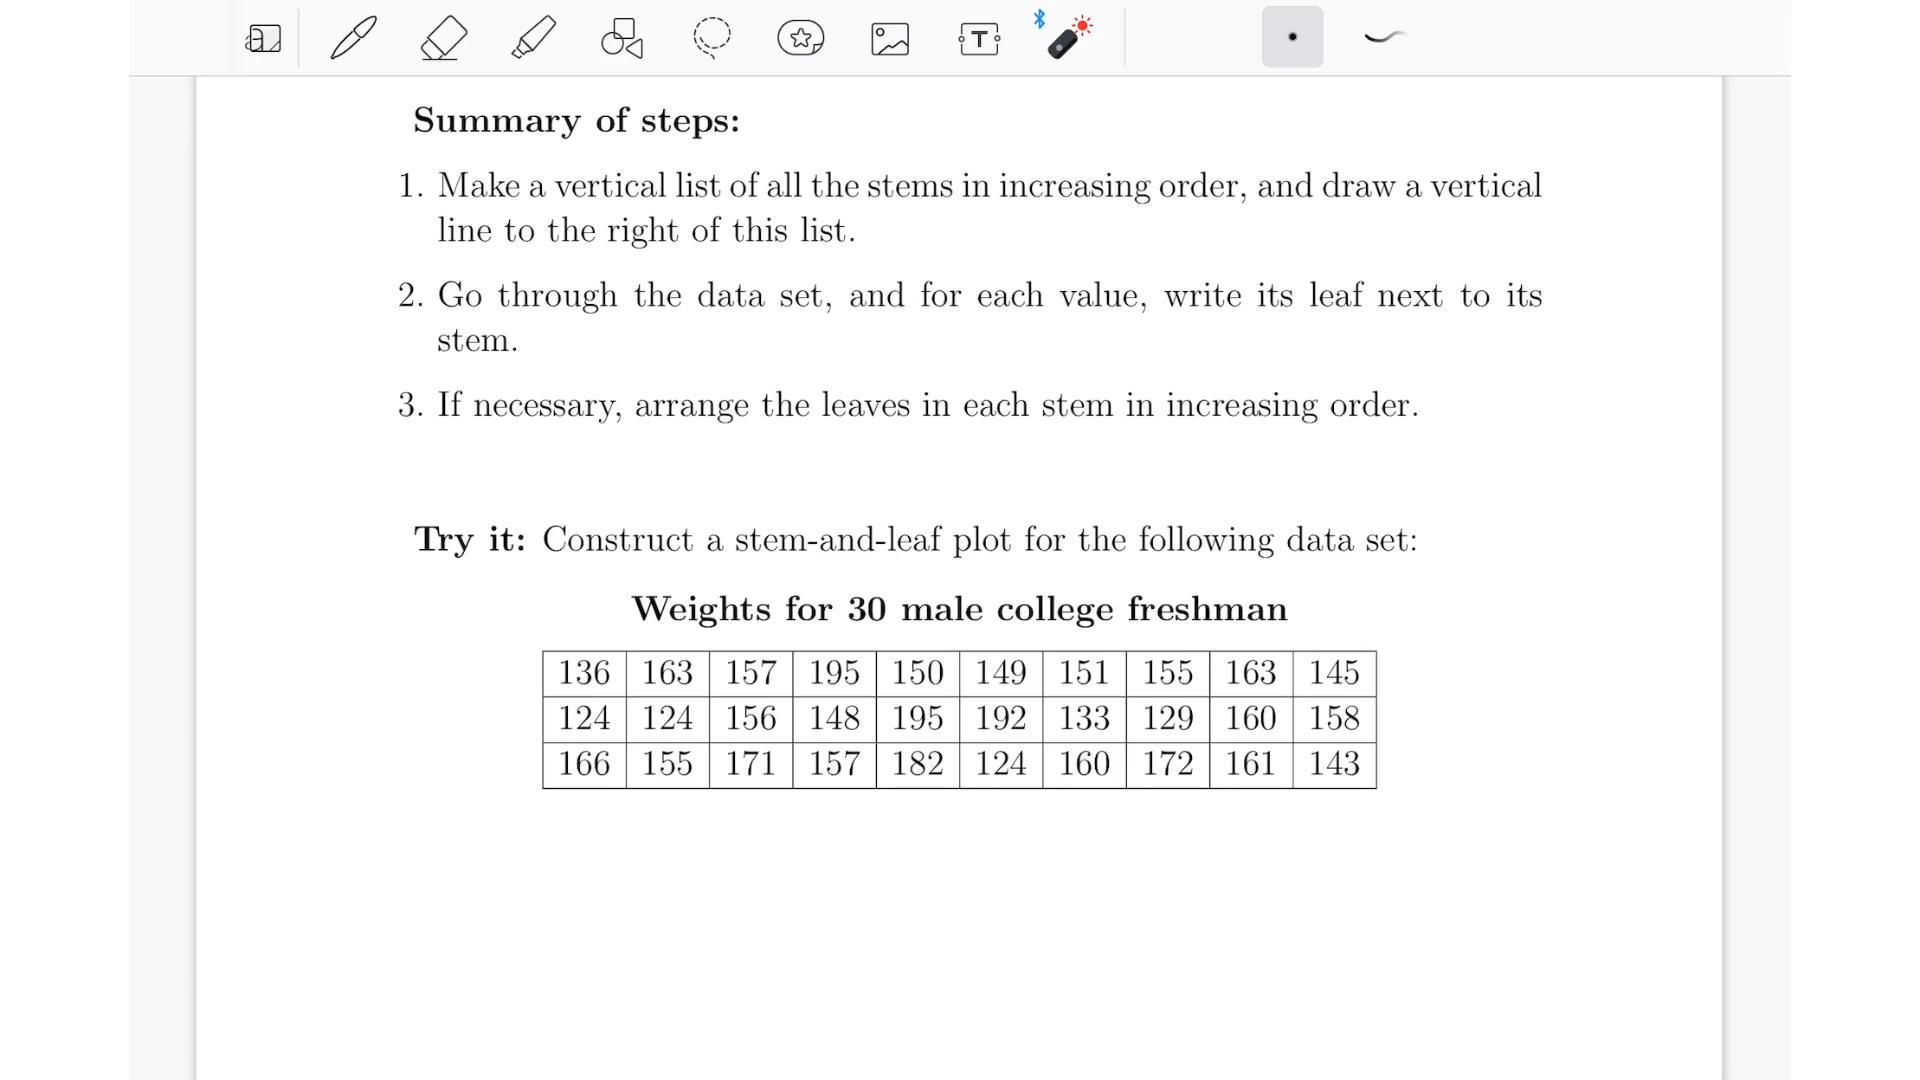 T
Summary of steps:
1. Make a vertical list of all the stems in increasing order, and draw a vertical
line to the right of this list.
2. Go through the data set, and for each value, write its leaf next to its
stem.
3. If necessary, arrange the leaves in each stem in increasing order.
Try it: Construct a stem-and-leaf plot for the following data set:
Weights for 30 male college freshman
136 163 157 195 150 149 151 155 163 145
124 124 156 148 195 192 133 129 160 158
166 155 171 157 182 124 160 172 161 143